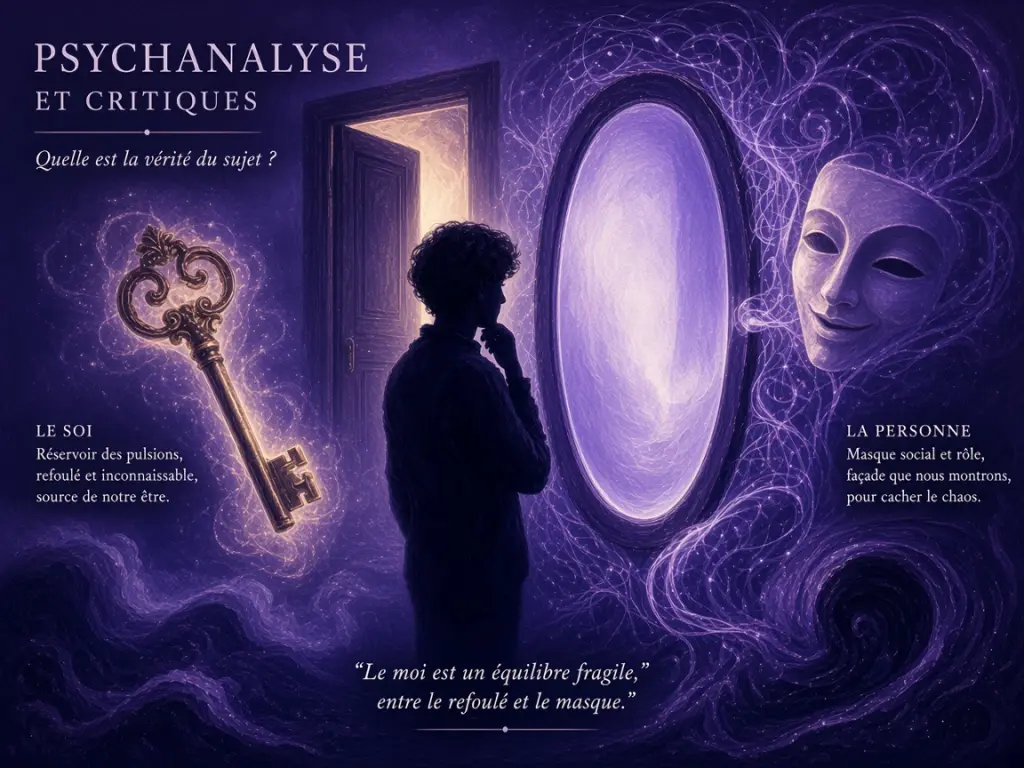 PSYCHANALYSE
ET CRITIQUES
Quelle est la vérité du sujet ?
LE SOI
Réservoir des pulsions,
refoulé et inconnaissable,
source de notre être.
LA PERSONNE
Masque social et rôle,
façade que nous montrons,
pour cacher le chaos.
“Le moi est un équilibre fragile,”
entre le refoulé et le masque.”